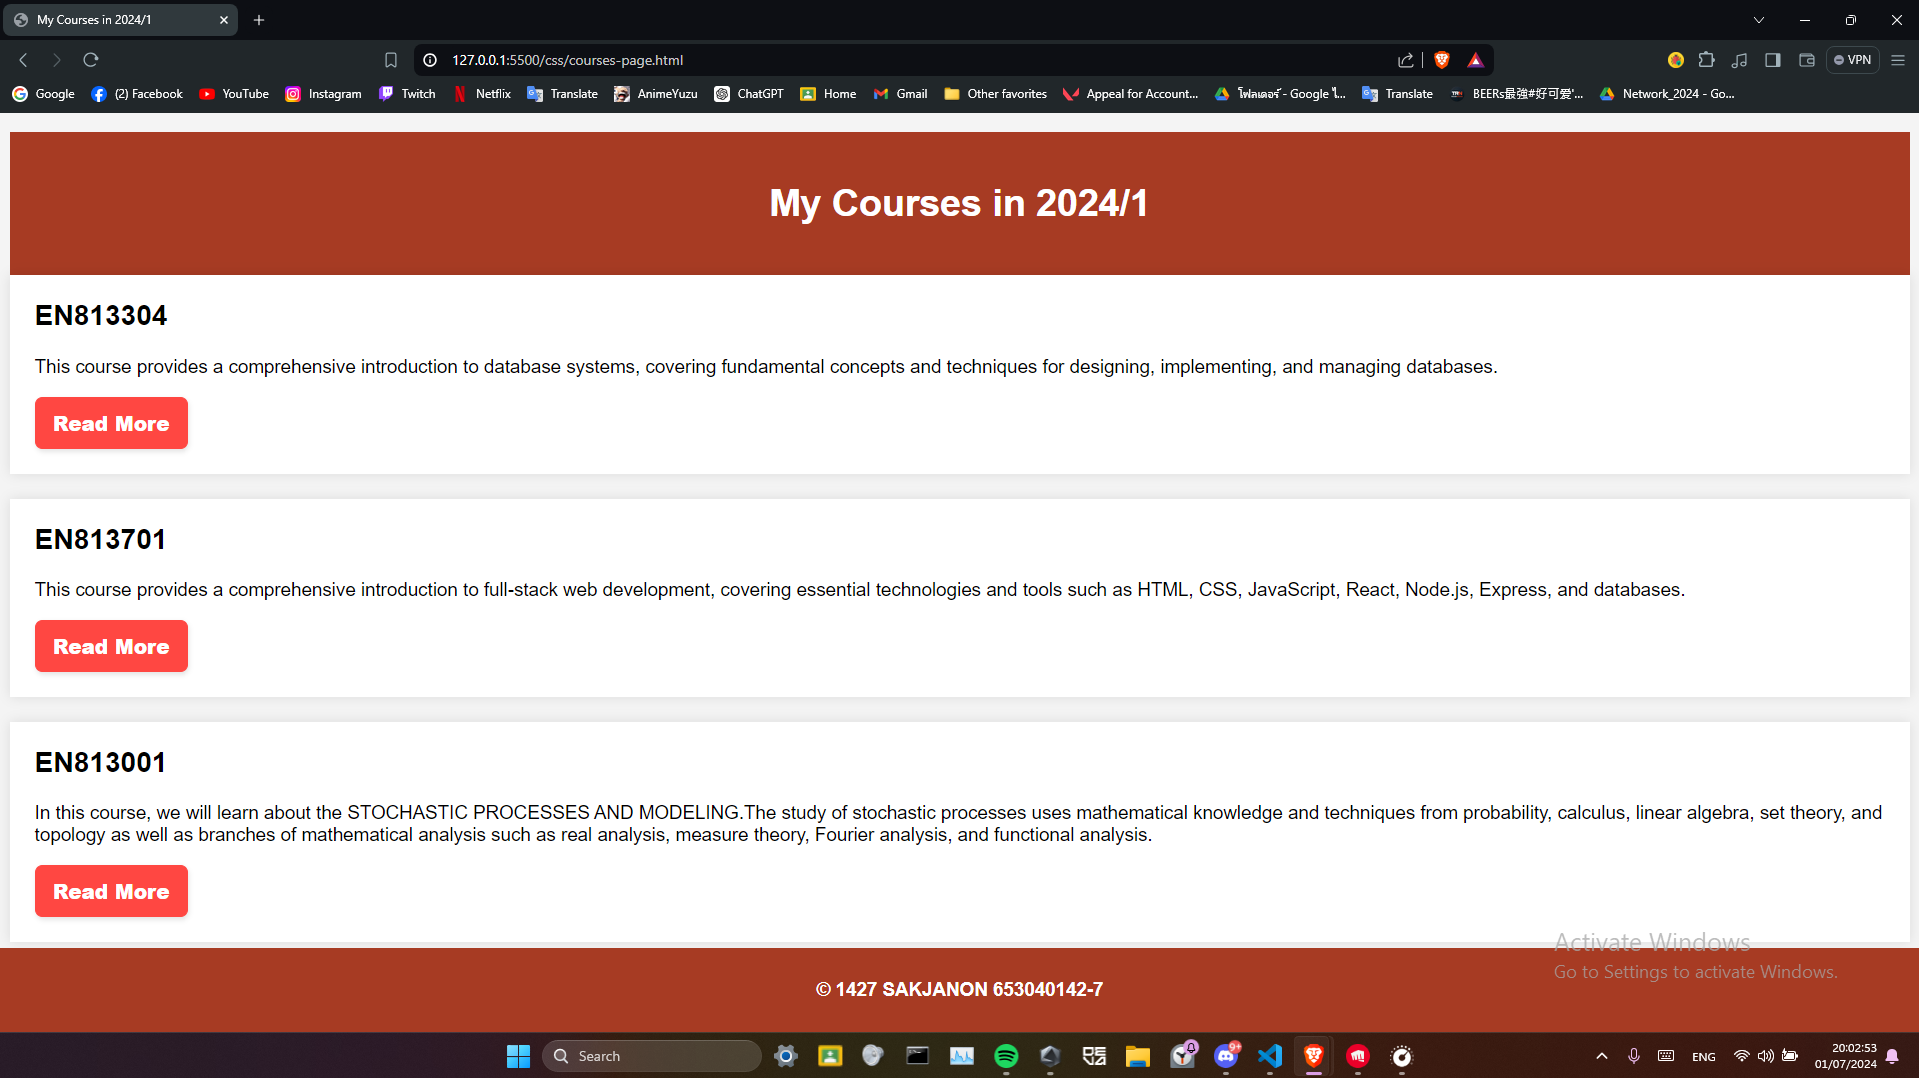 My Courses in 2024/1
127.0.0.1:5500/css/courses-page.html
VPN
Google
(2) Facebook
YouTube
Instagram
Twitch
Netflix
Translate
AnimeYuzu
ChatGPT
Home
Gmail
Other favorites
Appeal for Account...
โฟลเดอร์ - Google ไ...
Translate
BEERs最強#好可愛'...
Network_2024 - Go...
My Courses in 2024/1
EN813304
This course provides a comprehensive introduction to database systems, covering fundamental concepts and techniques for designing, implementing, and managing databases.
Read More
EN813701
This course provides a comprehensive introduction to full-stack web development, covering essential technologies and tools such as HTML, CSS, JavaScript, React, Node.js, Express, and databases.
Read More
EN813001
In this course, we will learn about the STOCHASTIC PROCESSES AND MODELING.The study of stochastic processes uses mathematical knowledge and techniques from probability, calculus, linear algebra, set theory, and
topology as well as branches of mathematical analysis such as real analysis, measure theory, Fourier analysis, and functional analysis.
Read More
Activate Windows
Go to Settings to activate Windows.
© 1427 SAKJANON 653040142-7
Search
9+
ENG
20:02:53
01/07/2024